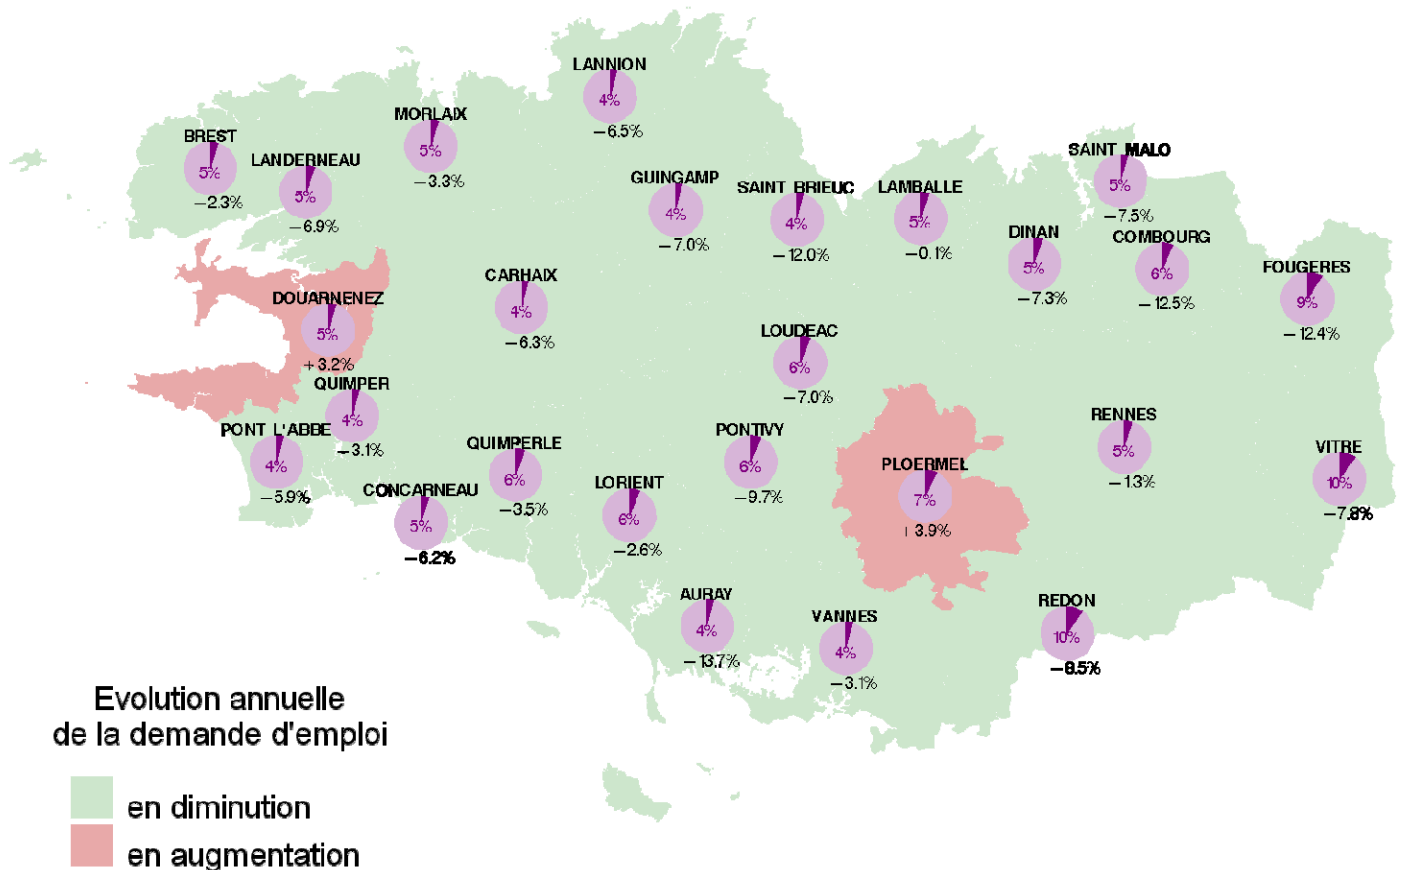 LANNION
4%
−6.5%
MORLAIX
5%
−3.3%
BREST
5%
−2.3%
LANDERNEAU
5%
−6.9%
GUINGAMP
4%
−7.0%
SAINT BRIEUC
4%
−12.0%
LAMBALLE
5%
−0.1%
SAINT MALO
5%
−7.5%
DINAN
5%
−7.3%
COMBOURG
6%
−12.5%
FOUGERES
9%
−12.4%
CARHAIX
4%
−6.3%
DOUARNENEZ
5%
+3.2%
LOUDEAC
6%
−7.0%
QUIMPER
4%
−3.1%
PONT L'ABBE
4%
−5.9%
QUIMPERLE
6%
−3.5%
PONTIVY
6%
−9.7%
PLOERMEL
7%
+3.9%
RENNES
5%
−1.3%
VITRE
10%
CONCARNEAU
5%
−6.2%
LORIENT
6%
−2.6%
AURAY
4%
−13.7%
VANNES
4%
−3.1%
REDON
10%
Evolution annuelle
de la demande d'emploi
en diminution
en augmentation